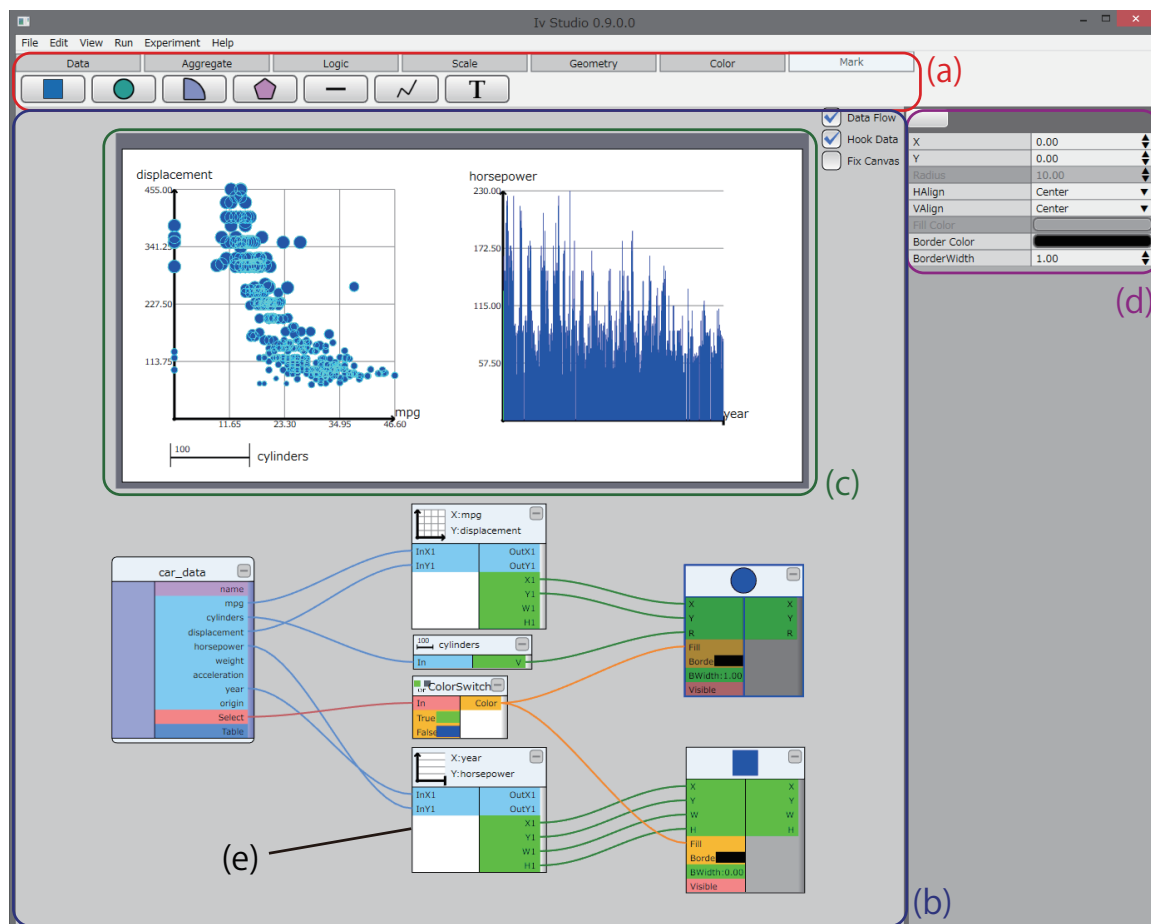 Iv Studio 0.9.0.0
File Edit View Run Experiment Help
Data Aggregate Logic Scale Geometry Color Mark
(a)
T
Data Flow
Hook Data
Fix Canvas
X 0.00
Y 0.00
Radius 10.00
HAlign Center
VAlign Center
Fill Color
Border Color
BorderWidth 1.00
(d)
displacement
455.00
341.25
227.50
113.75
11.65 23.30 34.95 46.60
mpg
100
cylinders
horsepower
230.00
172.50
115.00
57.50
year
(c)
car_data
name
mpg
cylinders
displacement
horsepower
weight
acceleration
year
origin
Select
Table
X:mpg
Y:displacement
InX1 OutX1
InY1 OutY1
X1
Y1
W1
H1
100 cylinders
In V
ColorSwitch
In Color
True
False
X:year
Y:horsepower
InX1 OutX1
InY1 OutY1
X1
Y1
W1
H1
(e)
X X
Y Y
R R
Fill
Borde
BWidth:1.00
Visible
X X
Y Y
W W
H H
Fill
Borde
BWidth:0.00
Visible
(b)